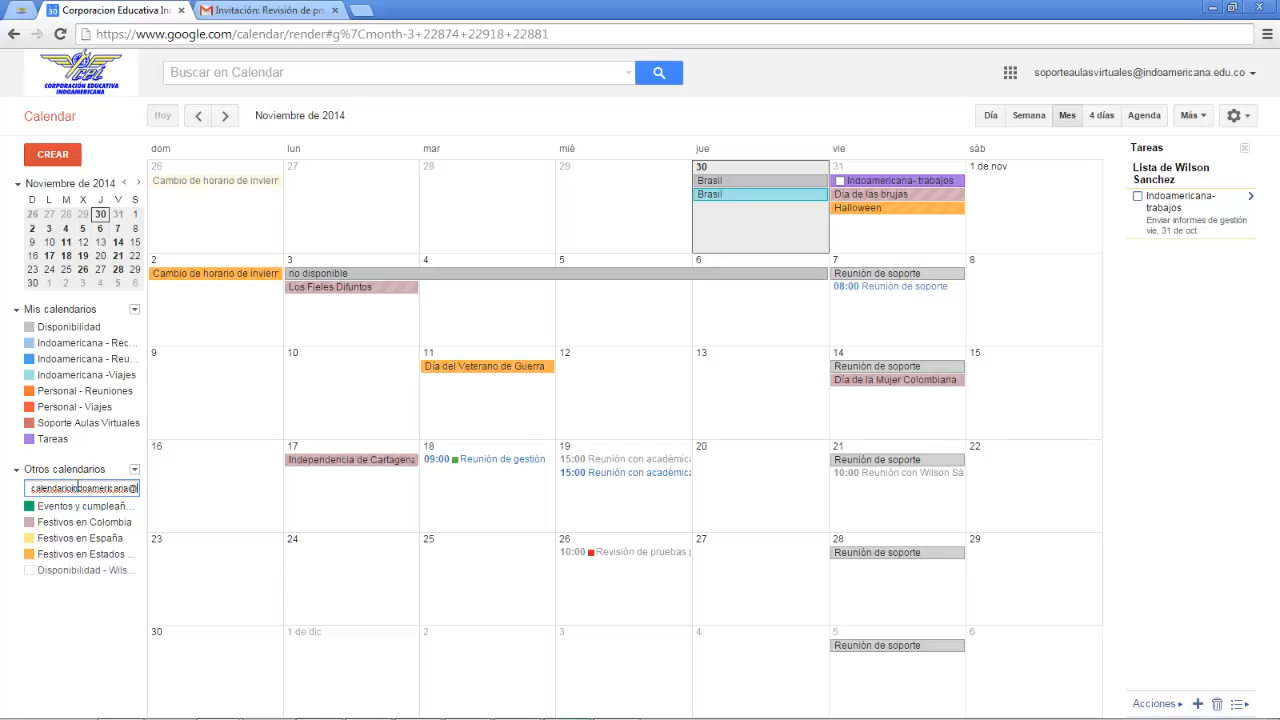 30 Corporacion Educativa In
Invitación: Revisión de pr
https://www.google.com/calendar/render#g%7Cmonth-3+22874+22918+22881
cei
CORPORACIÓN EDUCATIVA
INDOAMERICANA
Buscar en Calendar
soporteaulasvirtuales@indoamericana.edu.co
Calendar
Hoy
Noviembre de 2014
Día Semana Mes 4 días Agenda Más
CREAR
Noviembre de 2014
D L M X J V S
26 27 28 29 30 31 1
2 3 4 5 6 7 8
9 10 11 12 13 14 15
16 17 18 19 20 21 22
23 24 25 26 27 28 29
30 1 2 3 4 5 6
Mis calendarios
Disponibilidad
Indoamericana - Rec...
Indoamericana - Reu...
Indoamericana -Viajes
Personal - Reuniones
Personal - Viajes
Soporte Aulas Virtuales
Tareas
Otros calendarios
calendarioindoamericana@
Eventos y cumpleañ...
Festivos en Colombia
Festivos en España
Festivos en Estados ...
Disponibilidad - Wils...
dom lun mar mié jue vie sáb
26 27 28 29 30 31 1 de nov
Cambio de horario de inviern
Brasil
Brasil
Indoamericana- trabajos
Día de las brujas
Halloween
2 3 4 5 6 7 8
Cambio de horario de inviern
no disponible
Los Fieles Difuntos
Reunión de soporte
08:00 Reunión de soporte
9 10 11 12 13 14 15
Día del Veterano de Guerra
Reunión de soporte
Día de la Mujer Colombiana
16 17 18 19 20 21 22
Independencia de Cartagena
09:00 Reunión de gestión
15:00 Reunión con académica
15:00 Reunión con académica
Reunión de soporte
10:00 Reunión con Wilson Sá
23 24 25 26 27 28 29
10:00 Revisión de pruebas p
Reunión de soporte
30 1 de dic 2 3 4 5 6
Reunión de soporte
Tareas
Lista de Wilson
Sanchez
Indoamericana-
trabajos
Enviar informes de gestión
vie, 31 de oct
Acciones